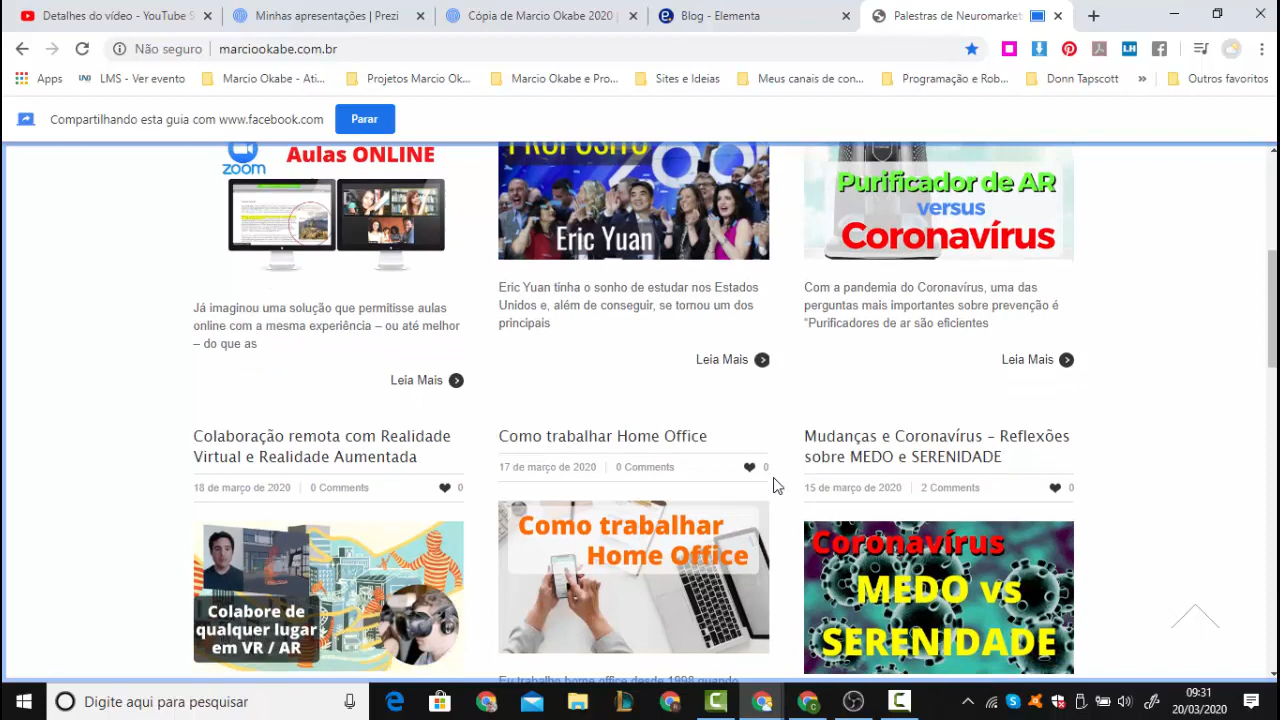 Detalhes do vídeo - YouTube S
Minhas apresentações | Prezi
Cópia de Marcio Okabe 2020 |
Blog - Elementa
Palestras de Neuromarket
Não seguro
marciookabe.com.br
Apps
LMS - Ver evento
Marcio Okabe - Ati...
Projetos Marcio Ok...
Marcio Okabe e Pro...
Sites e Ideias
Meus canais de con...
Programação e Rob...
Donn Tapscott
»
Outros favoritos
Compartilhando esta guia com www.facebook.com
Parar
zoom
Aulas ONLINE
PROPÓSITO
Eric Yuan
Purificador de AR
versus
Coronavírus
Já imaginou uma solução que permitisse aulas
online com a mesma experiência – ou até melhor
– do que as
Leia Mais
Eric Yuan tinha o sonho de estudar nos Estados
Unidos e, além de conseguir, se tornou um dos
principais
Leia Mais
Com a pandemia do Coronavírus, uma das
perguntas mais importantes sobre prevenção é
“Purificadores de ar são eficientes
Leia Mais
Colaboração remota com Realidade
Virtual e Realidade Aumentada
18 de março de 2020
0 Comments
0
Colabore de
qualquer lugar
em VR / AR
Como trabalhar Home Office
17 de março de 2020
0 Comments
0
Como trabalhar
Home Office
Eu trabalho home office desde 1998 quando
Mudanças e Coronavírus – Reflexões
sobre MEDO e SERENIDADE
15 de março de 2020
2 Comments
0
Coronavírus
MEDO vs
SERENIDADE
Digite aqui para pesquisar
09:31
20/03/2020